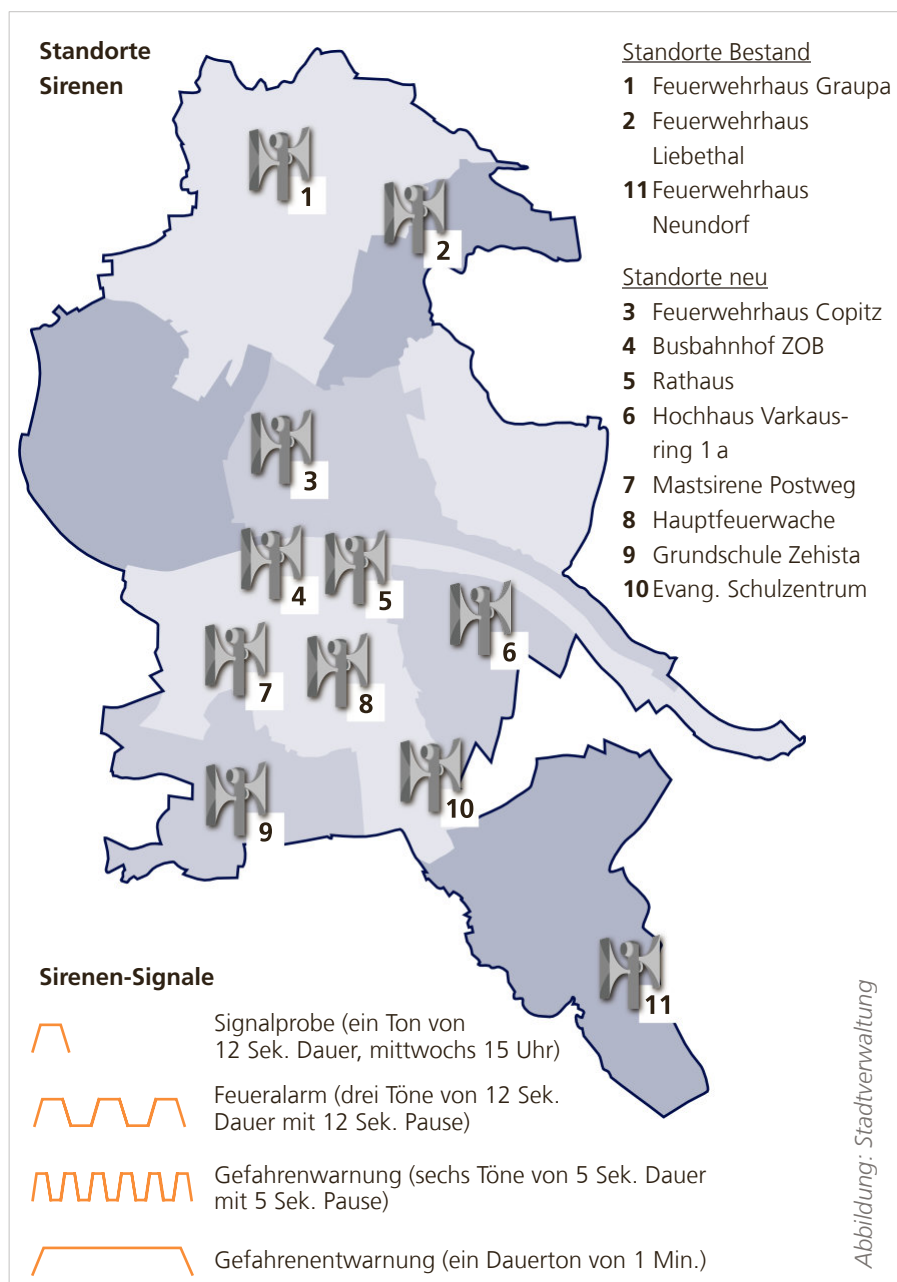 Standorte
Sirenen
Standorte Bestand
1 Feuerwehrhaus Graupa
2 Feuerwehrhaus
Liebethal
11 Feuerwehrhaus
Neundorf
Standorte neu
3 Feuerwehrhaus Copitz
4 Busbahnhof ZOB
5 Rathaus
6 Hochhaus Varkaus-
ring 1 a
7 Mastsirene Postweg
8 Hauptfeuerwache
9 Grundschule Zehista
10 Evang. Schulzentrum
1
2
3
4
5
6
7
8
10
9
11
Sirenen-Signale
Signalprobe (ein Ton von
12 Sek. Dauer, mittwochs 15 Uhr)
Feueralarm (drei Töne von 12 Sek.
Dauer mit 12 Sek. Pause)
Gefahrenwarnung (sechs Töne von 5 Sek. Dauer
mit 5 Sek. Pause)
Gefahrenentwarnung (ein Dauerton von 1 Min.)
Abbildung: Stadtverwaltung